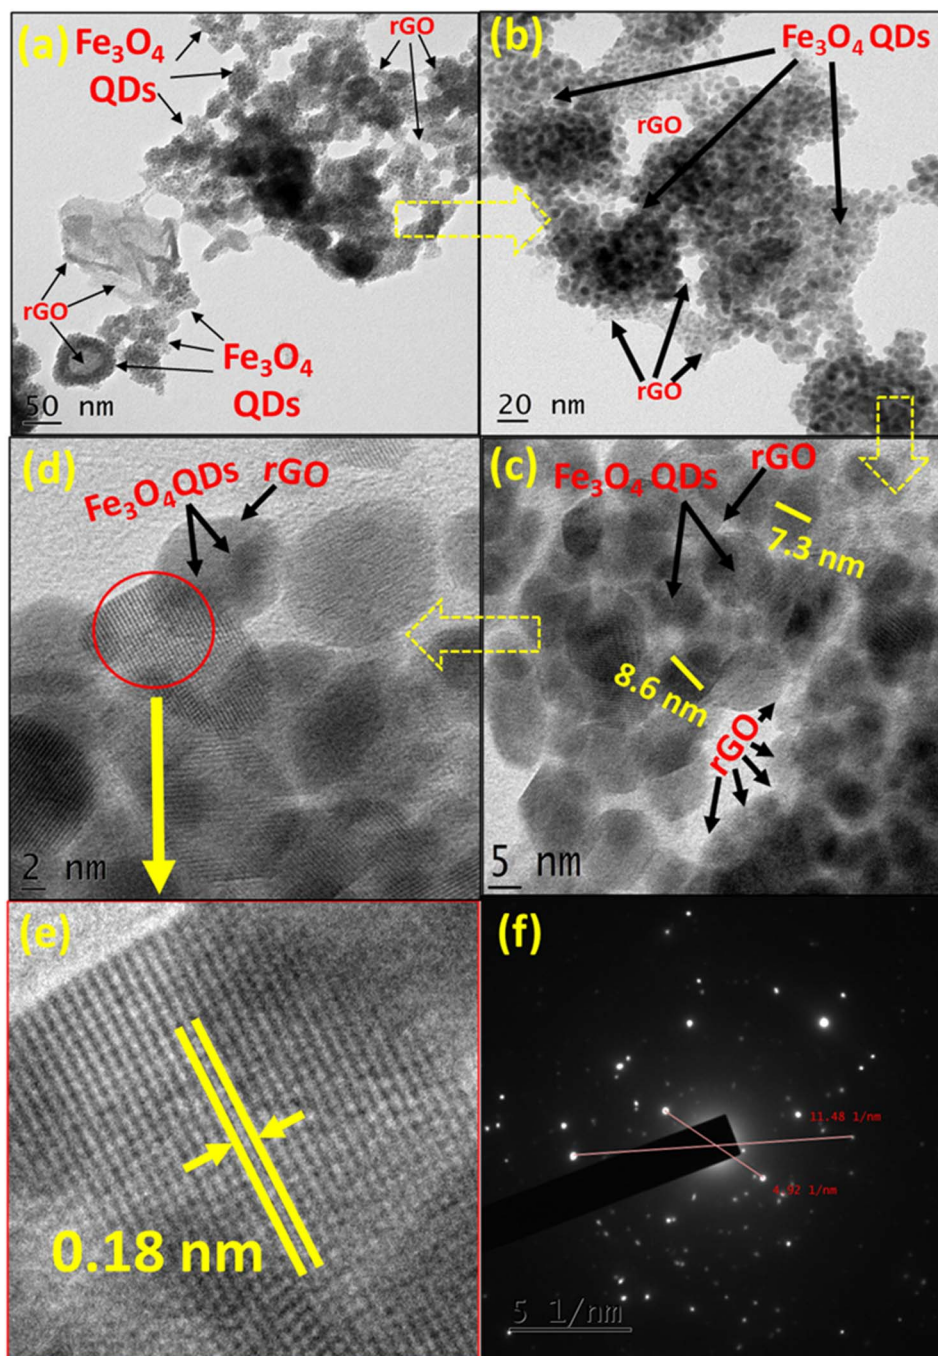 (a)
Fe₃O₄
QDs
rGO
rGO
Fe₃O₄
QDs
50 nm
(b)
Fe₃O₄ QDs
rGO
rGO
20 nm
(d)
Fe₃O₄QDs
rGO
2 nm
(c)
Fe₃O₄ QDs
rGO
7.3 nm
8.6 nm
rGO
5 nm
(e)
0.18 nm
(f)
11.48 1/nm
4.92 1/nm
5 1/nm